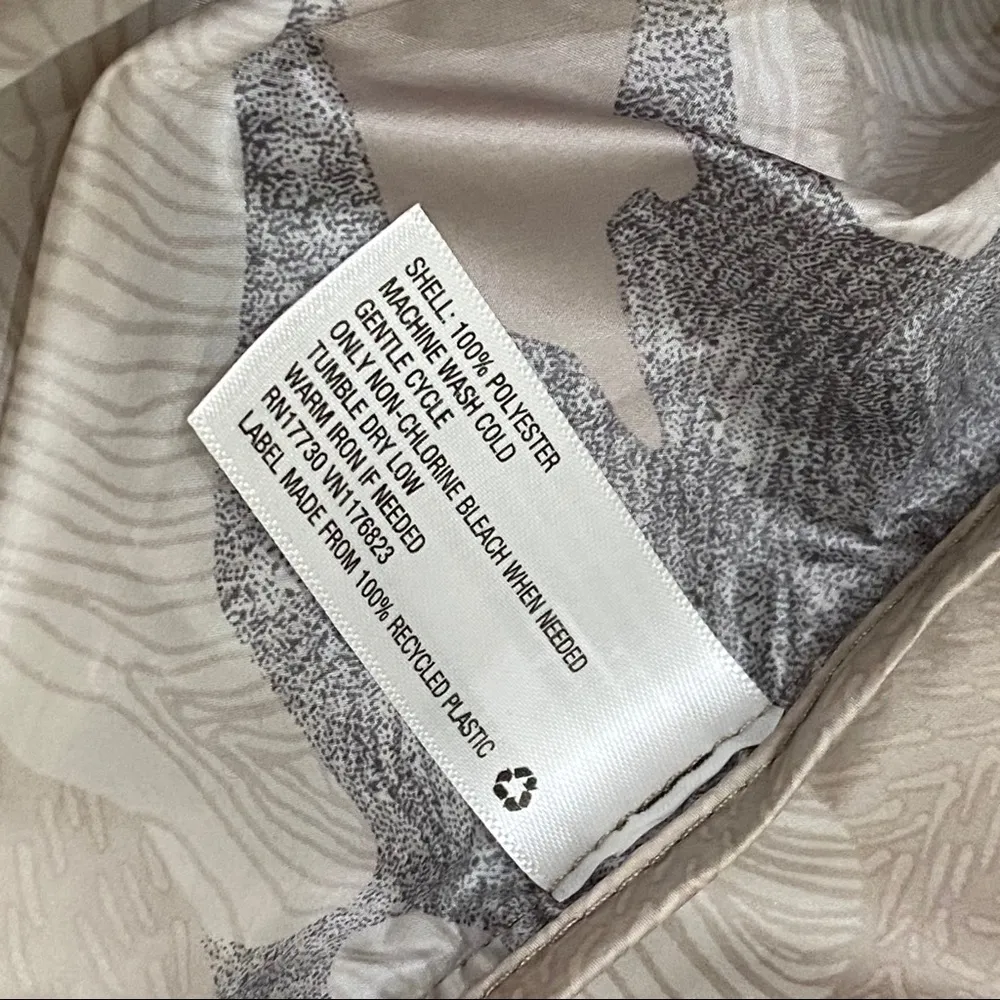 SHELL: 100% POLYESTER
MACHINE WASH COLD
GENTLE CYCLE
ONLY NON-CHLORINE BLEACH WHEN NEEDED
TUMBLE DRY LOW
WARM IRON IF NEEDED
RN17730 VN1176823
LABEL MADE FROM 100% RECYCLED PLASTIC